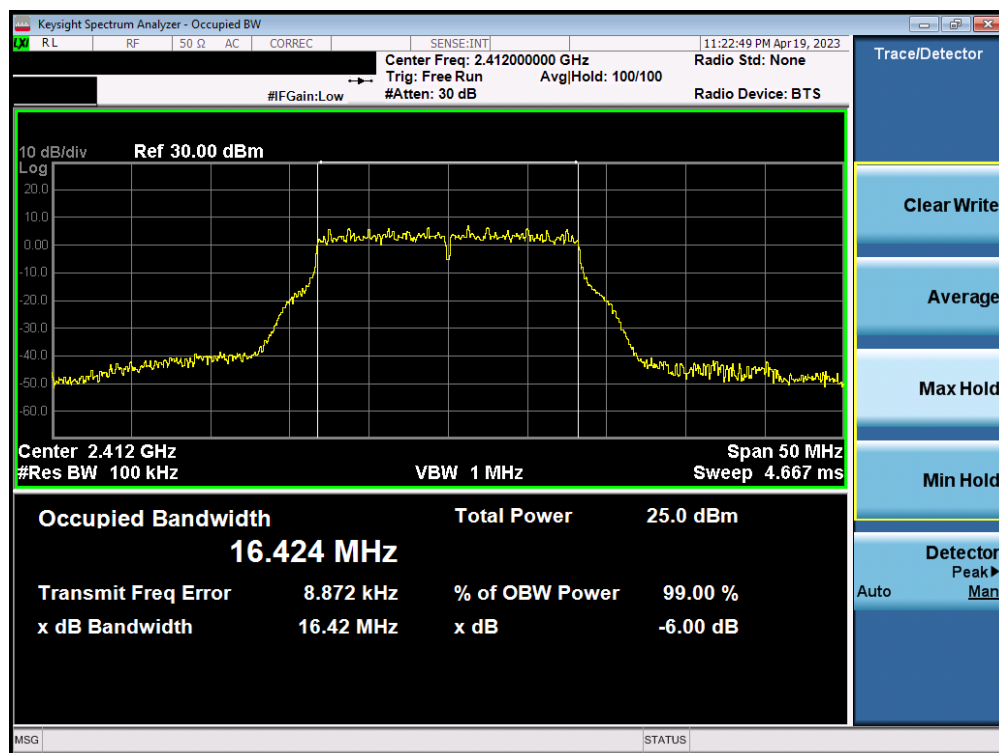 Keysight Spectrum Analyzer - Occupied BW
LXI RL RF 50 Ω AC CORREC SENSE:INT 11:22:49 PM Apr 19, 2023
Center Freq: 2.412000000 GHz Radio Std: None
Trig: Free Run Avg|Hold: 100/100
#IFGain:Low #Atten: 30 dB Radio Device: BTS
10 dB/div Ref 30.00 dBm
Log
20.0
10.0
0.00
-10.0
-20.0
-30.0
-40.0
-50.0
-60.0
Center 2.412 GHz Span 50 MHz
#Res BW 100 kHz VBW 1 MHz Sweep 4.667 ms
Occupied Bandwidth Total Power 25.0 dBm
16.424 MHz
Transmit Freq Error 8.872 kHz % of OBW Power 99.00 %
x dB Bandwidth 16.42 MHz x dB -6.00 dB
MSG STATUS
Trace/Detector
Clear Write
Average
Max Hold
Min Hold
Detector
Peak▶
Auto Man